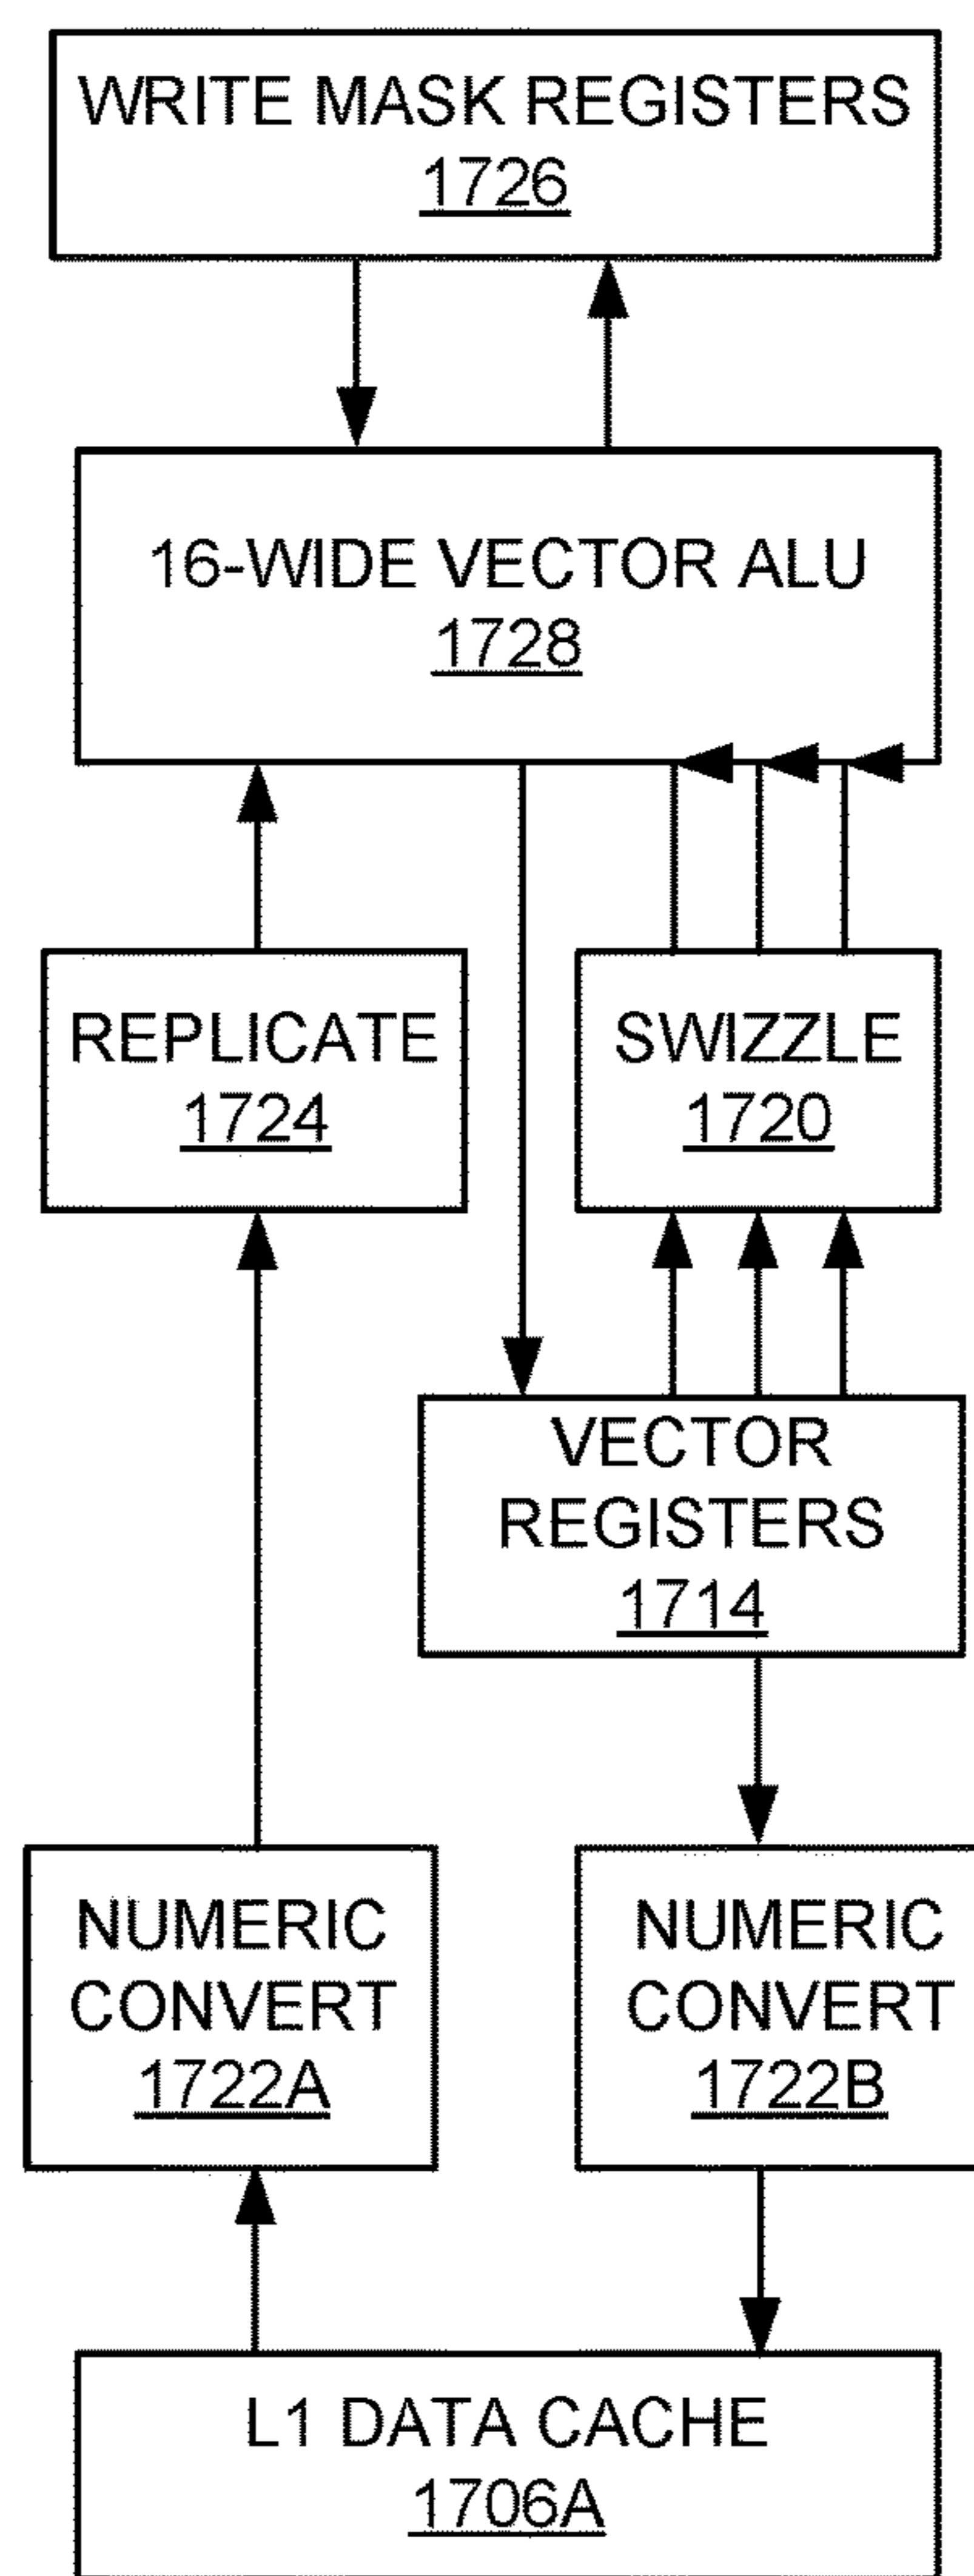 WRITE MASK REGISTERS
1726
16-WIDE VECTOR ALU
1728
REPLICATE
1724
SWIZZLE
1720
VECTOR
REGISTERS
1714
NUMERIC
CONVERT
1722A
NUMERIC
CONVERT
1722B
L1 DATA CACHE
1706A